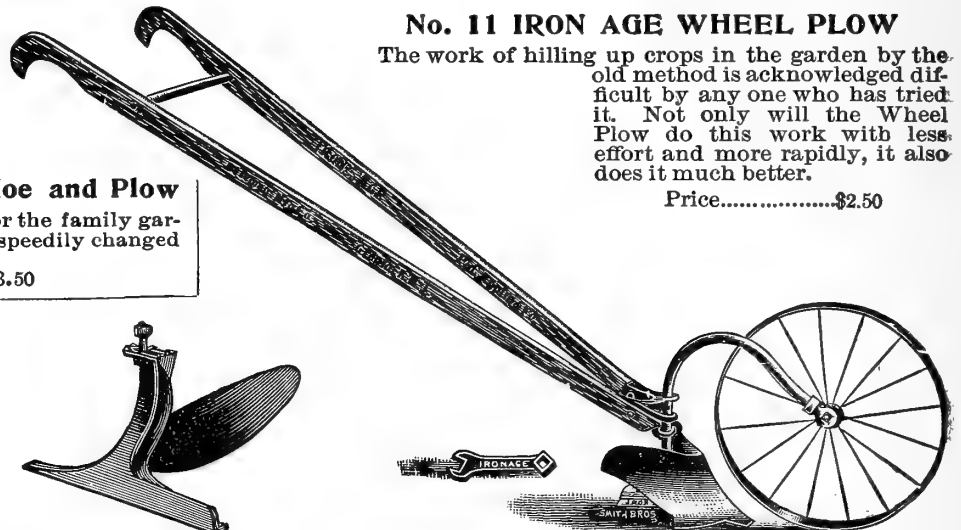 No. 11 IRON AGE WHEEL PLOW
The work of hilling up crops in the garden by the
old method is acknowledged dif-
ficult by any one who has tried
it. Not only will the Wheel
Plow do this work with less
effort and more rapidly, it also
does it much better.
Price..................$2.50
and Plow
the family gar-
speedily changed
.50
IRON AGE
SMITH BROS